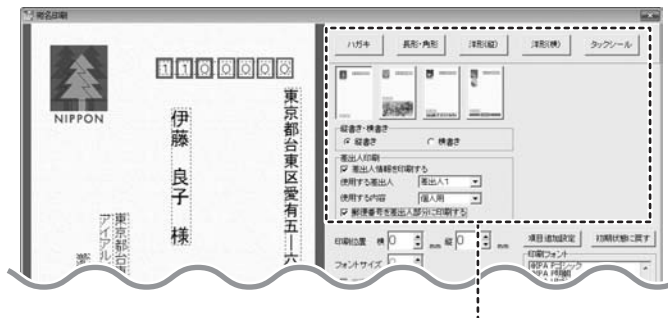 宛名印刷
NIPPON
1100000
東京都台東区愛有五―六
伊藤 良子 様
東京都台
アイアル
ハガキ
長形・角形
洋形(縦)
洋形(横)
タックシール
縦書き・横書き
縦書き
横書き
差出人印刷
差出人情報を印刷する
使用する差出人
差出人1
使用する内容
個人用
郵便番号を差出人部分に印刷する
印刷位置 横 0 mm 縦 0 mm
項目追加設定
初期状態に戻す
フォントサイズ
印刷フォント